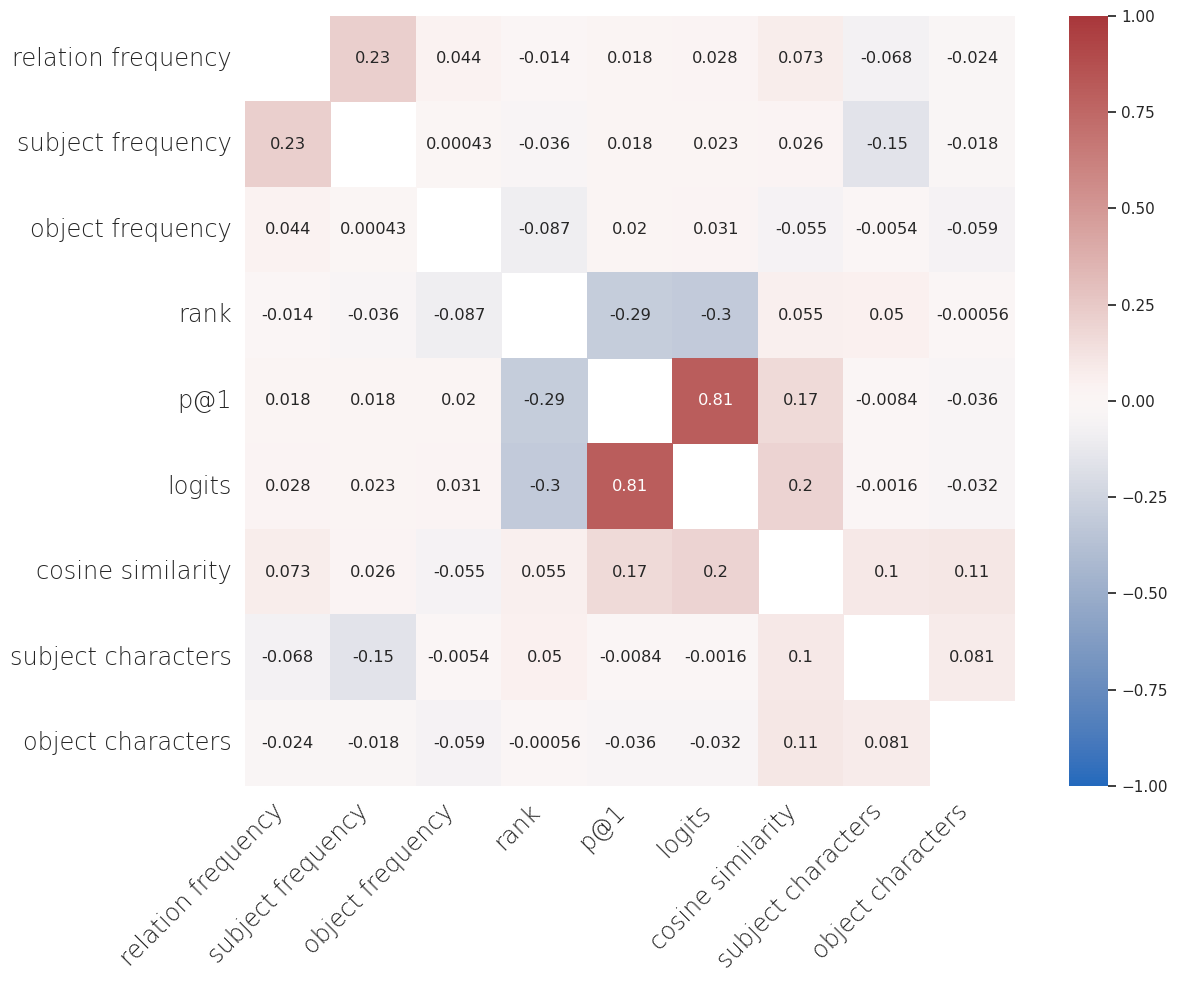 relation frequency 0.23 0.044 -0.014 0.018 0.028 0.073 -0.068 -0.024
subject frequency 0.23 0.00043 -0.036 0.018 0.023 0.026 -0.15 -0.018
object frequency 0.044 0.00043 -0.087 0.02 0.031 -0.055 -0.0054 -0.059
rank -0.014 -0.036 -0.087 -0.29 -0.3 0.055 0.05 -0.00056
p@1 0.018 0.018 0.02 -0.29 0.81 0.17 -0.0084 -0.036
logits 0.028 0.023 0.031 -0.3 0.81 0.2 -0.0016 -0.032
cosine similarity 0.073 0.026 -0.055 0.055 0.17 0.2 0.1 0.11
subject characters -0.068 -0.15 -0.0054 0.05 -0.0084 -0.0016 0.1 0.081
object characters -0.024 -0.018 -0.059 -0.00056 -0.036 -0.032 0.11 0.081
relation frequency
subject frequency
object frequency
rank
p@1
logits
cosine similarity
subject characters
object characters
1.00
0.75
0.50
0.25
0.00
−0.25
−0.50
−0.75
−1.00